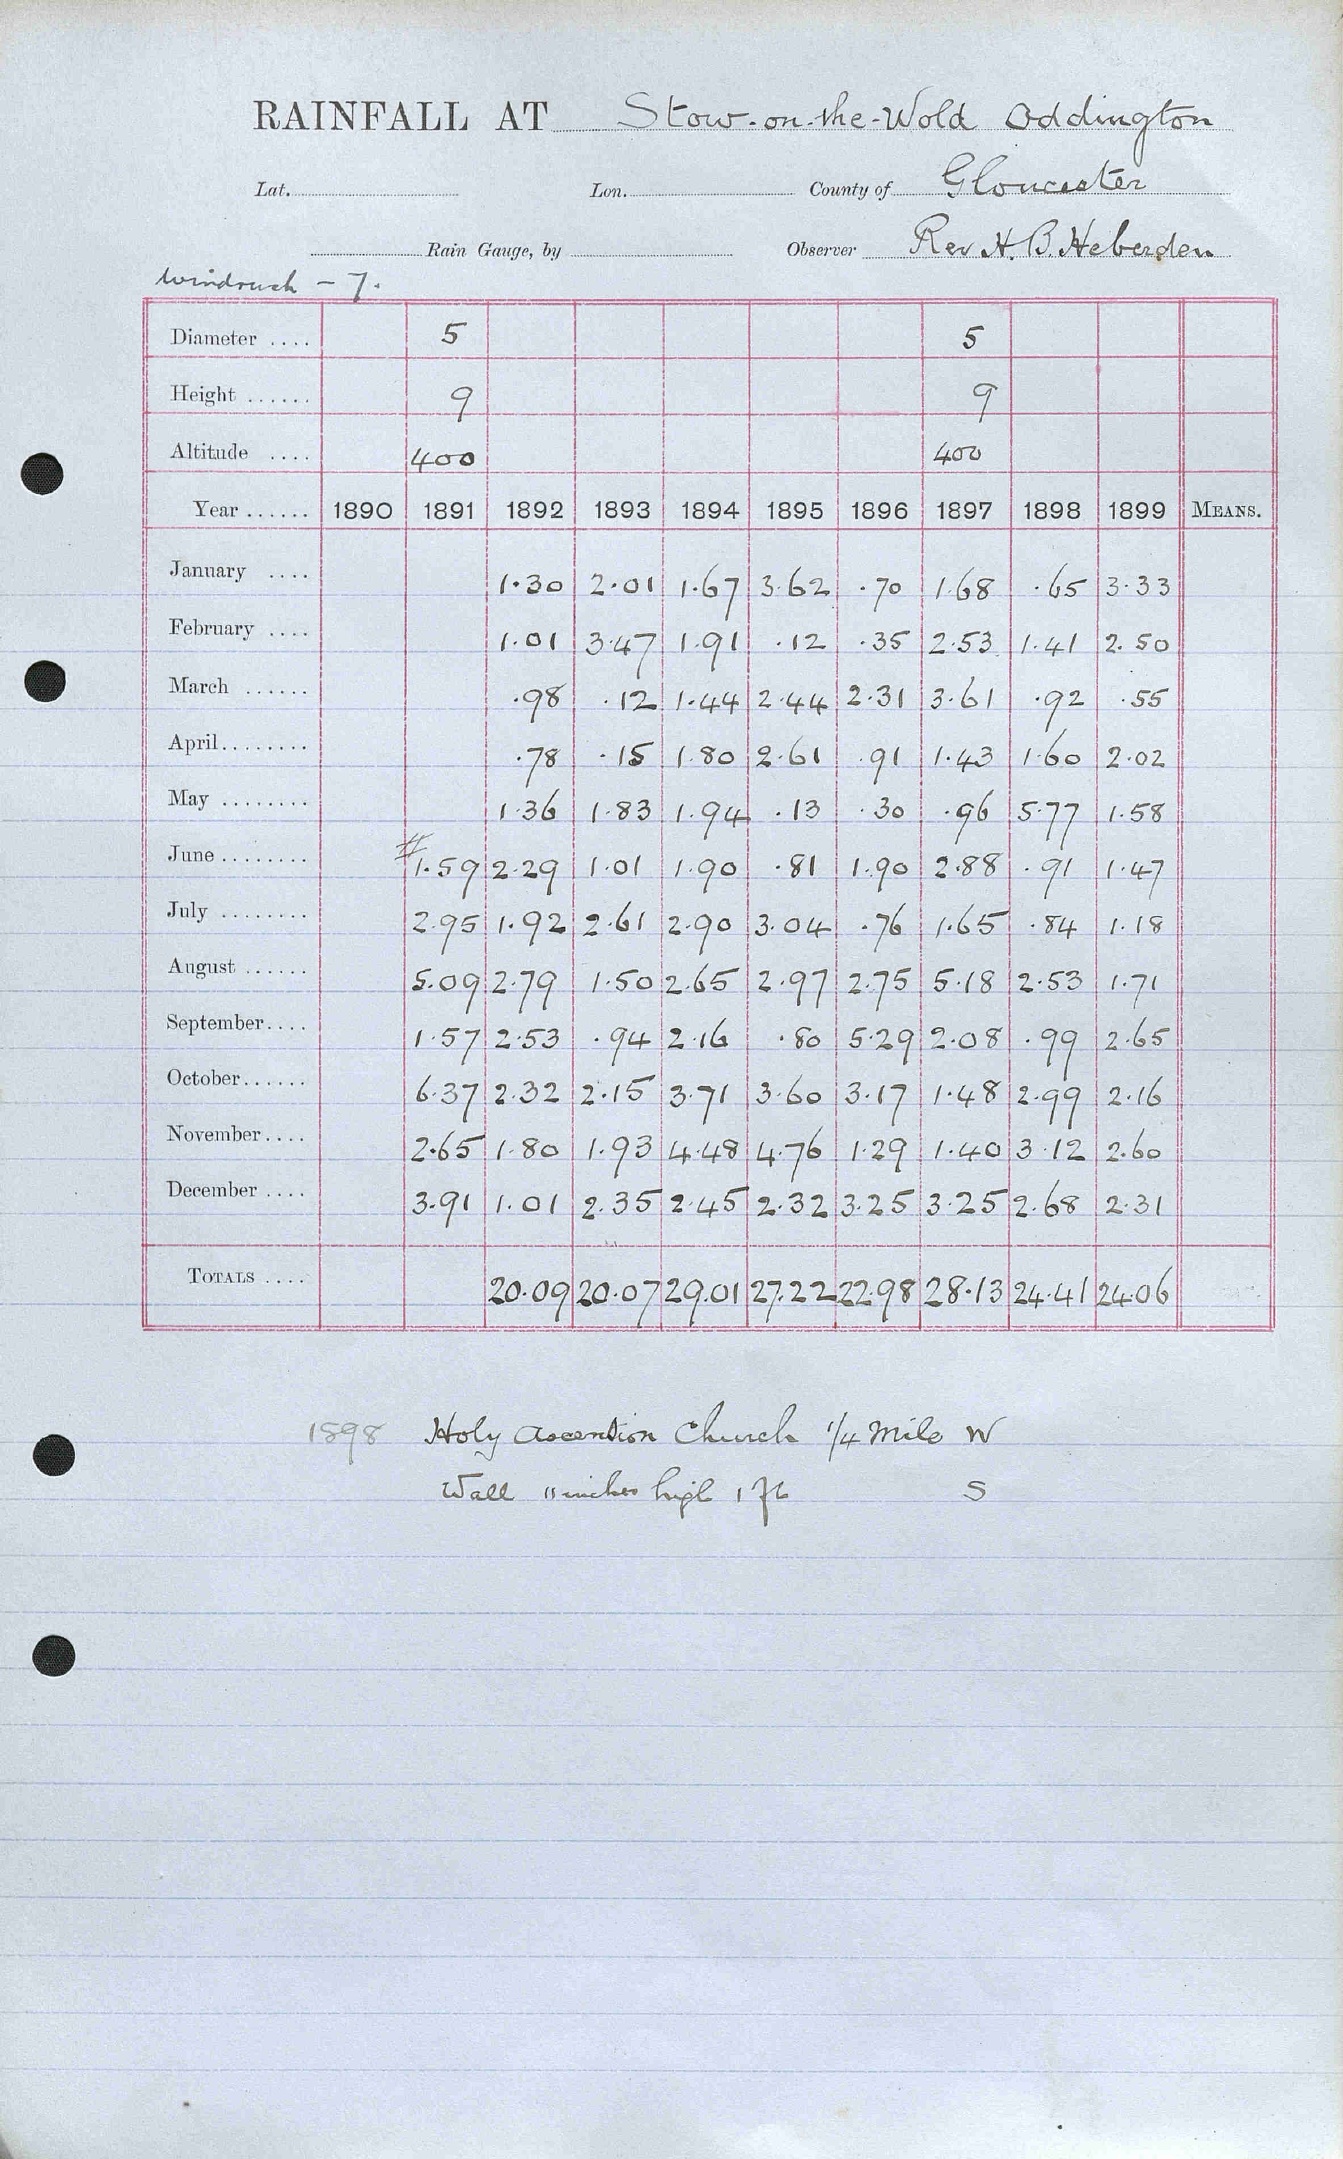 RAINFALL AT Stow-on-the-Wold Oddington
Lat. Lon. County of Gloucester
Rain Gauge, by Observer Rev H. B. Heberden
Windrush - 7.
Diameter .... 5 5
Height ...... 9 9
Altitude .... 400 400
Year ...... 1890 1891 1892 1893 1894 1895 1896 1897 1898 1899 MEANS.
January .... 1.30 2.01 1.67 3.62 .70 1.68 .65 3.33
February .... 1.01 3.47 1.91 .12 .35 2.53 1.41 2.50
March ...... .98 .12 1.44 2.44 2.31 3.61 .92 .55
April........ .78 .15 1.80 2.61 .91 1.43 1.60 2.02
May ........ 1.36 1.83 1.94 .13 .30 .96 5.77 1.58
June ........ #1.59 2.29 1.01 1.90 .81 1.90 2.88 .91 1.47
July ........ 2.95 1.92 2.61 2.90 3.04 .76 1.65 .84 1.18
August ...... 5.09 2.79 1.50 2.65 2.97 2.75 5.18 2.53 1.71
September.... 1.57 2.53 .94 2.16 .80 5.29 2.08 .99 2.65
October...... 6.37 2.32 2.15 3.71 3.60 3.17 1.48 2.99 2.16
November.... 2.65 1.80 1.93 4.48 4.76 1.29 1.40 3.12 2.60
December .... 3.91 1.01 2.35 2.45 2.32 3.25 3.25 2.68 2.31
TOTALS .... 20.09 20.07 29.01 27.22 22.98 28.13 24.41 24.06
1898 Holy Ascention Church 1/4 Mile W
Wall 11 inches high 1 ft S